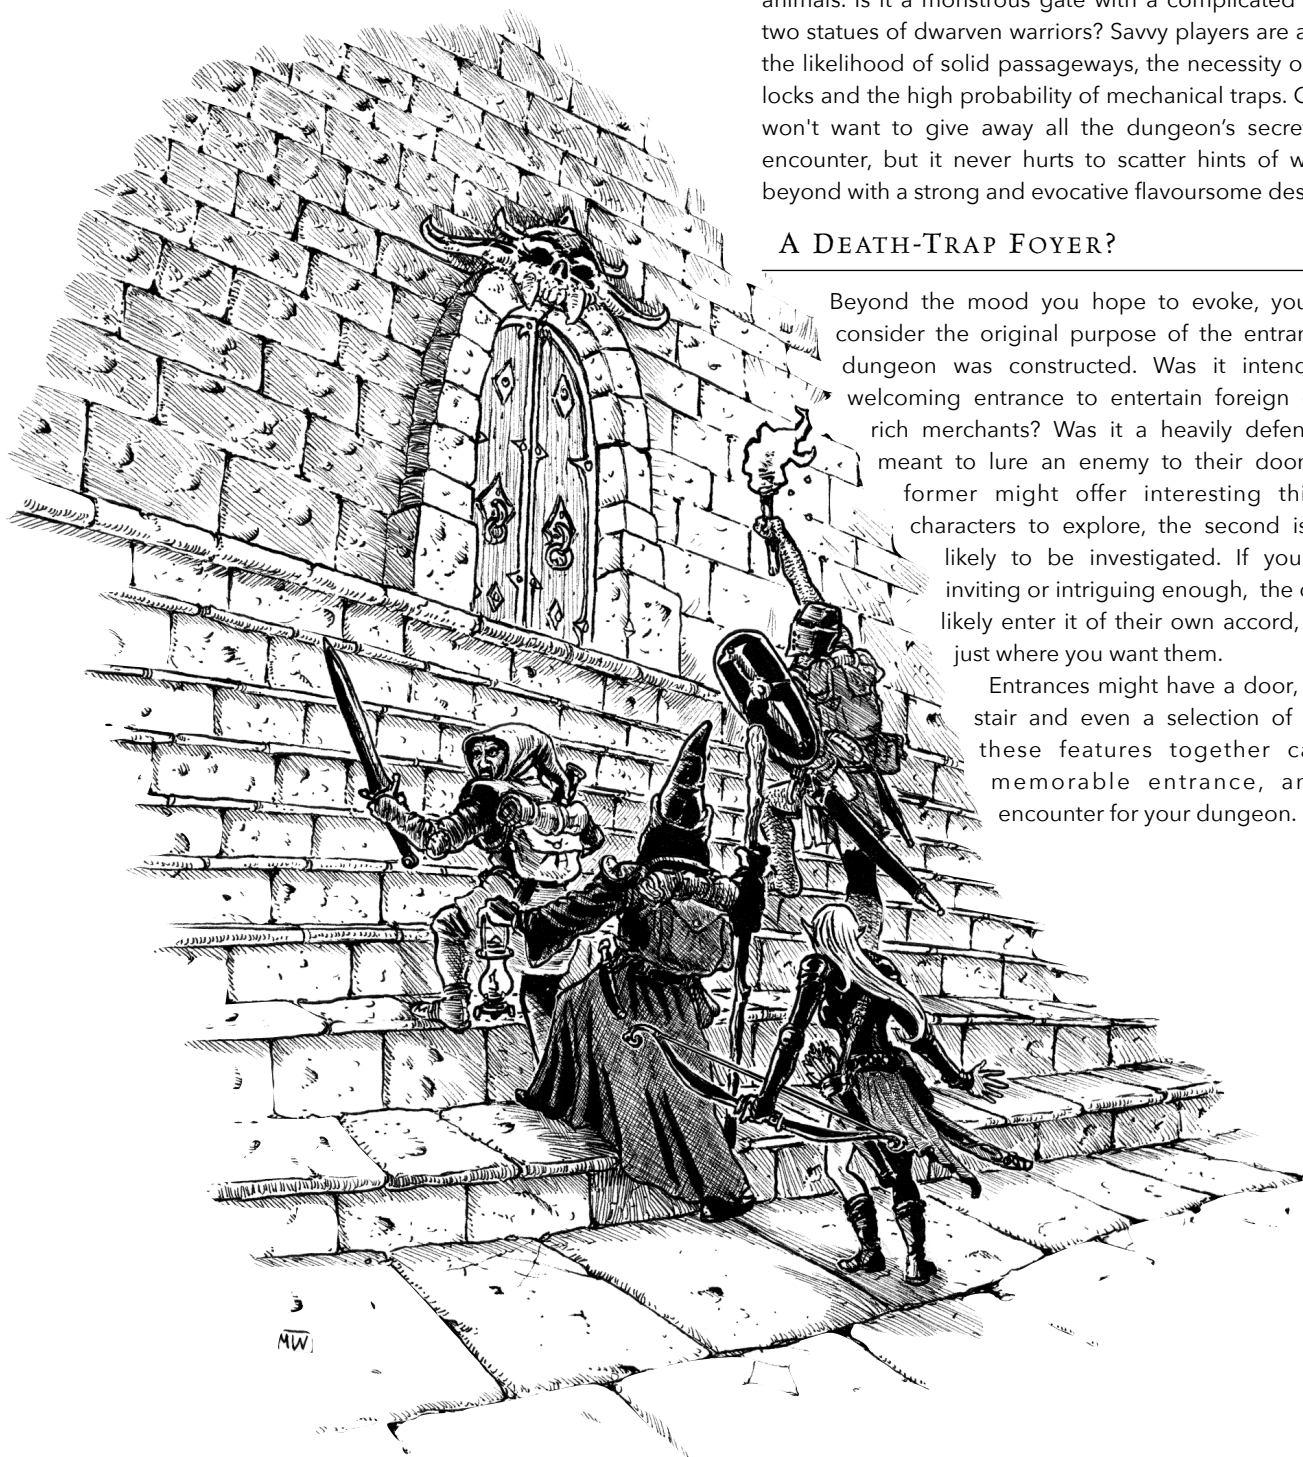 animals. Is it a monstrous gate with a complicated
two statues of dwarven warriors? Savvy players are a
the likelihood of solid passageways, the necessity o
locks and the high probability of mechanical traps.
won't want to give away all the dungeon’s secre
encounter, but it never hurts to scatter hints of w
beyond with a strong and evocative flavoursome des
A DEATH-TRAP FOYER?
Beyond the mood you hope to evoke, you
consider the original purpose of the entran
dungeon was constructed. Was it intend
welcoming entrance to entertain foreign
rich merchants? Was it a heavily defen
meant to lure an enemy to their door
former might offer interesting thi
characters to explore, the second is
likely to be investigated. If you
inviting or intriguing enough, the
likely enter it of their own accord,
just where you want them.
Entrances might have a door,
stair and even a selection of
these features together ca
memorable entrance, an
encounter for your dungeon.
MW